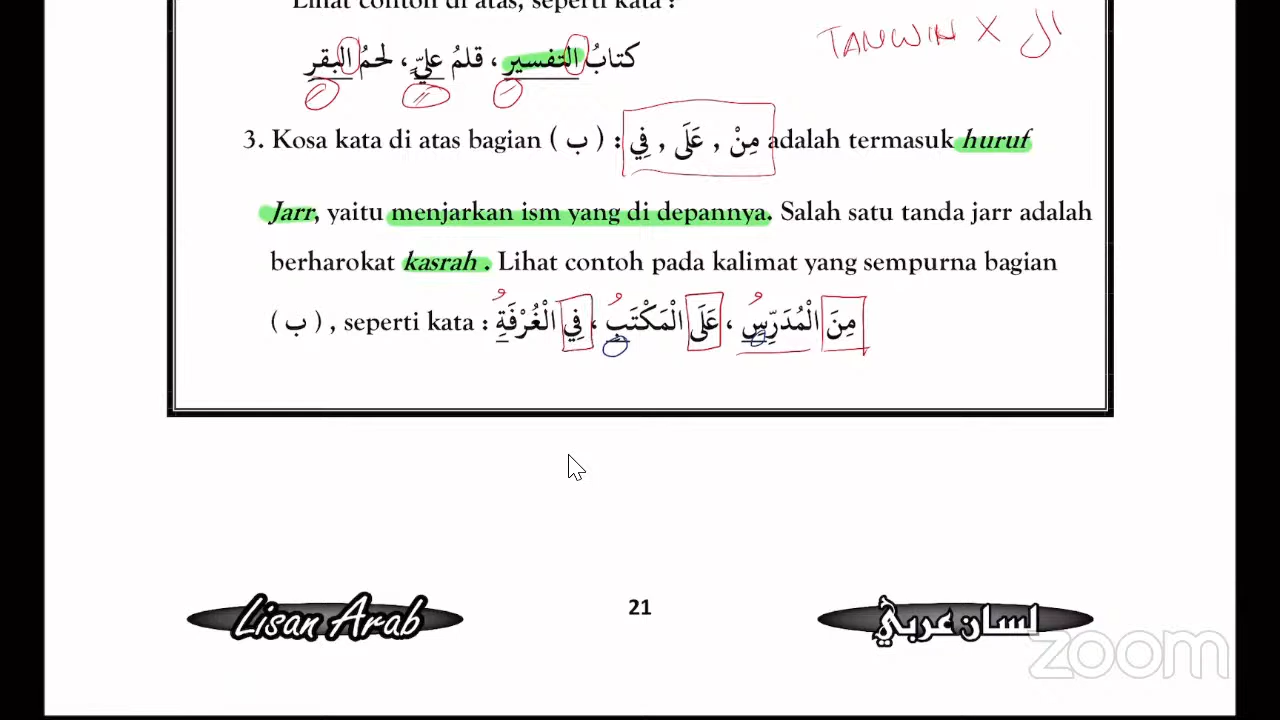 Lihat contoh di atas, seperti kata :
TANWIN X ال
كتابُ التفسيرِ ، قلمُ عليٍّ ، لحمُ البقرِ
3. Kosa kata di atas bagian ( ب ) : مِنْ , عَلَى , فِي adalah termasuk huruf
Jarr, yaitu menjarkan ism yang di depannya. Salah satu tanda jarr adalah
berharokat kasrah . Lihat contoh pada kalimat yang sempurna bagian
( ب ) , seperti kata : مِنَ الْمُدَرِّسِ ، عَلَى الْمَكْتَبِ ، فِي الْغُرْفَةِ
Lisan Arab
21
لسان عربي
zoom